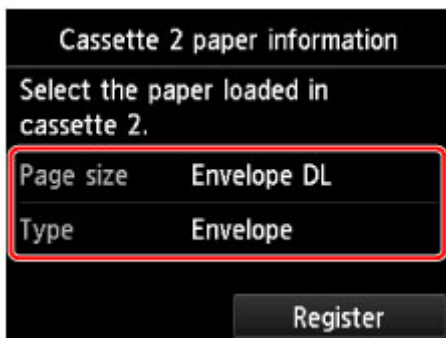 Cassette 2 paper information
Select the paper loaded in
cassette 2.
Page size Envelope DL
Type Envelope
Register